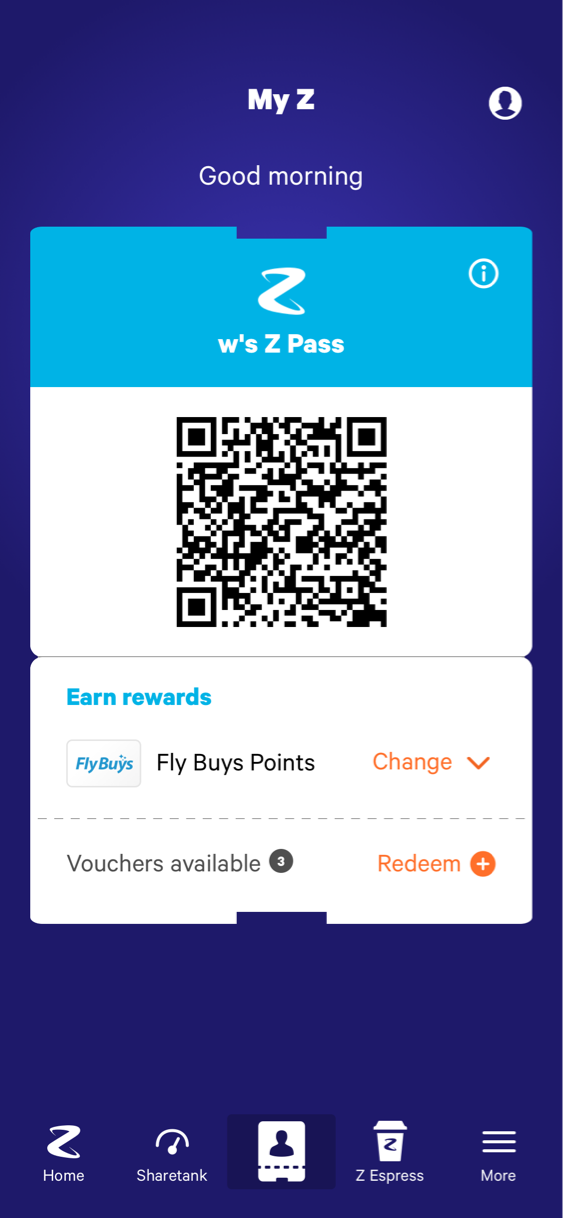 My Z
Good morning
w's Z Pass
Earn rewards
FlyBuys
Fly Buys Points
Change
Vouchers available 3
Redeem
Home
Sharetank
Z Espress
More